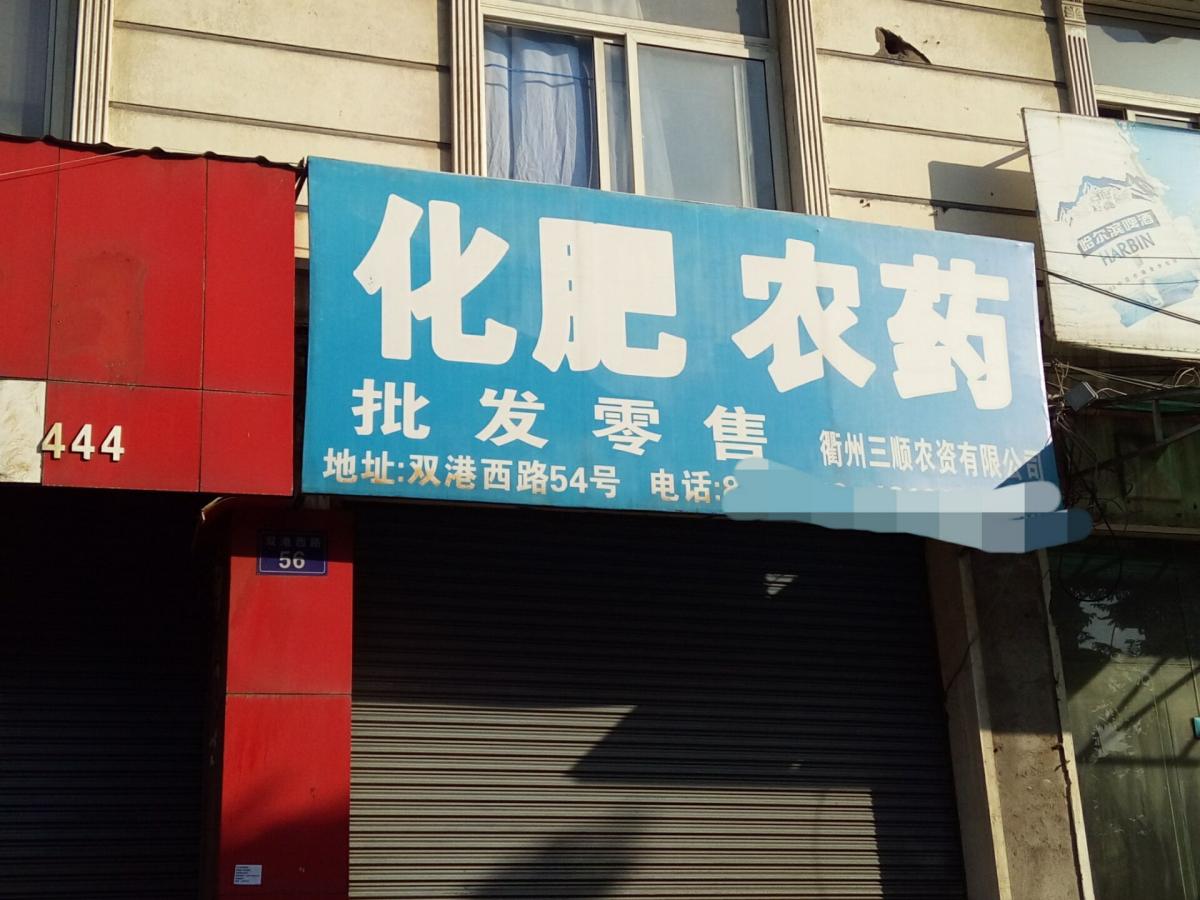 化肥 农药
批发零售
衢州三顺农资有限公司
地址:双港西路54号 电话:8
444
双港西路
56
哈尔滨啤酒
HARBIN